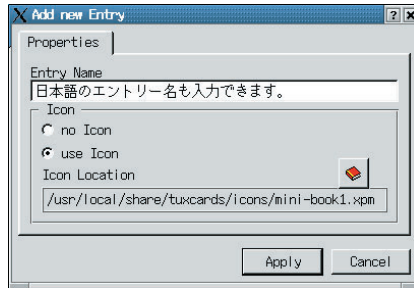 Add new Entry
Properties
Entry Name
日本語のエントリー名も入力できます。
Icon
no Icon
use Icon
Icon Location
/usr/local/share/tuxcards/icons/mini-book1.xpm
Apply
Cancel